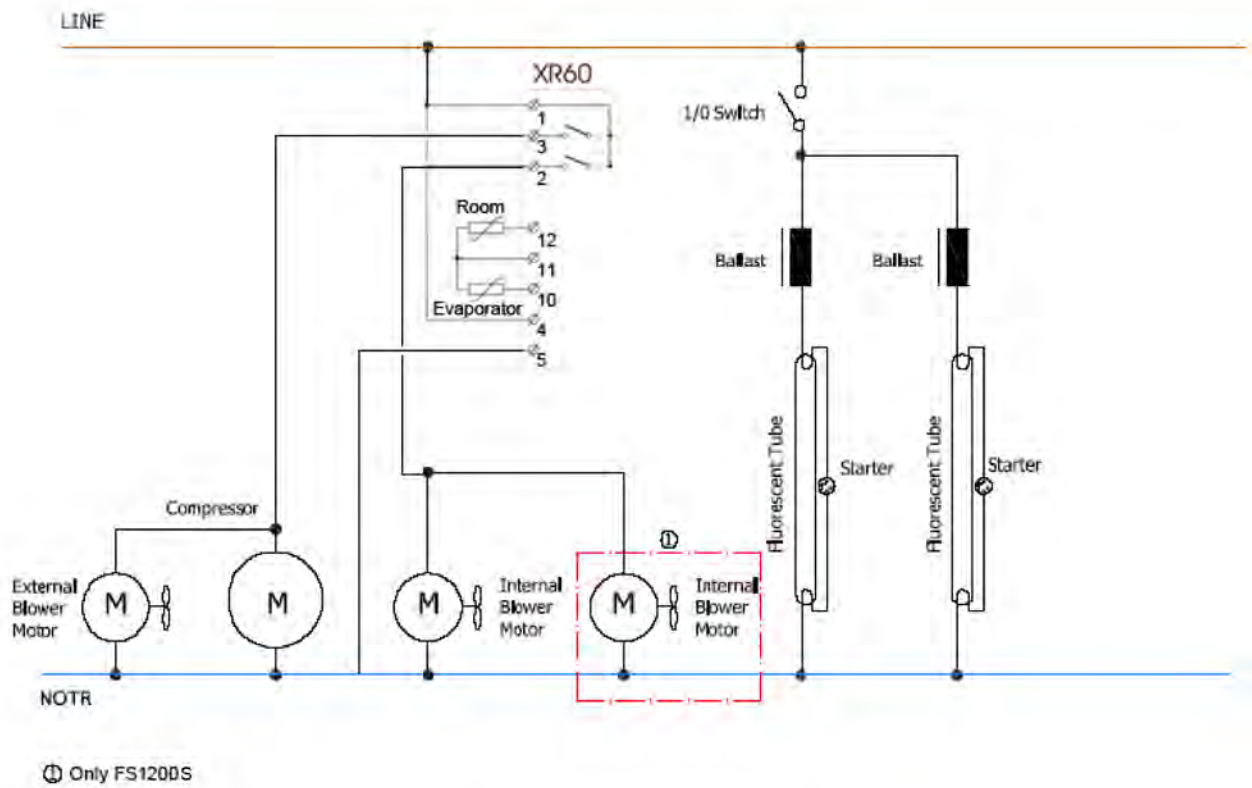 LINE
XR60
1
3
2
1/0 Switch
Room
12
11
10
Evaporator
4
5
Ballast
Ballast
Fluorescent Tube
Starter
Fluorescent Tube
Starter
Compressor
①
External
Blower
Motor
M
M
M
Internal
Blower
Motor
M
Internal
Blower
Motor
NOTR
① Only FS1200S